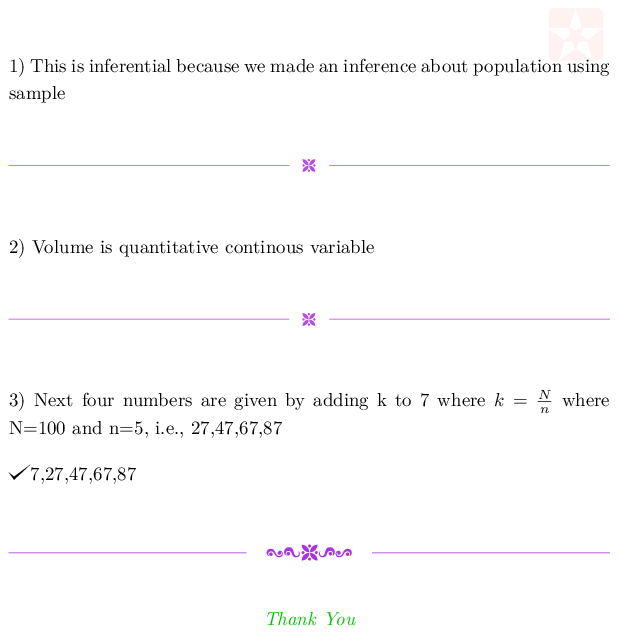 1) This is inferential because we made an inference about population using
sample
2) Volume is quantitative continous variable
3) Next four numbers are given by adding k to 7 where k = N/n where
N=100 and n=5, i.e., 27,47,67,87
✓7,27,47,67,87
Thank You